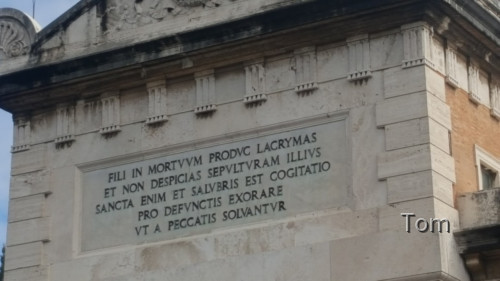 FILI IN MORTVVM PRODVC LACRYMAS
ET NON DESPICIAS SEPVLTVRAM ILLIVS
SANCTA ENIM ET SALVBRIS EST COGITATIO
PRO DEFVNCTIS EXORARE
VT A PECCATIS SOLVANTVR
Tom